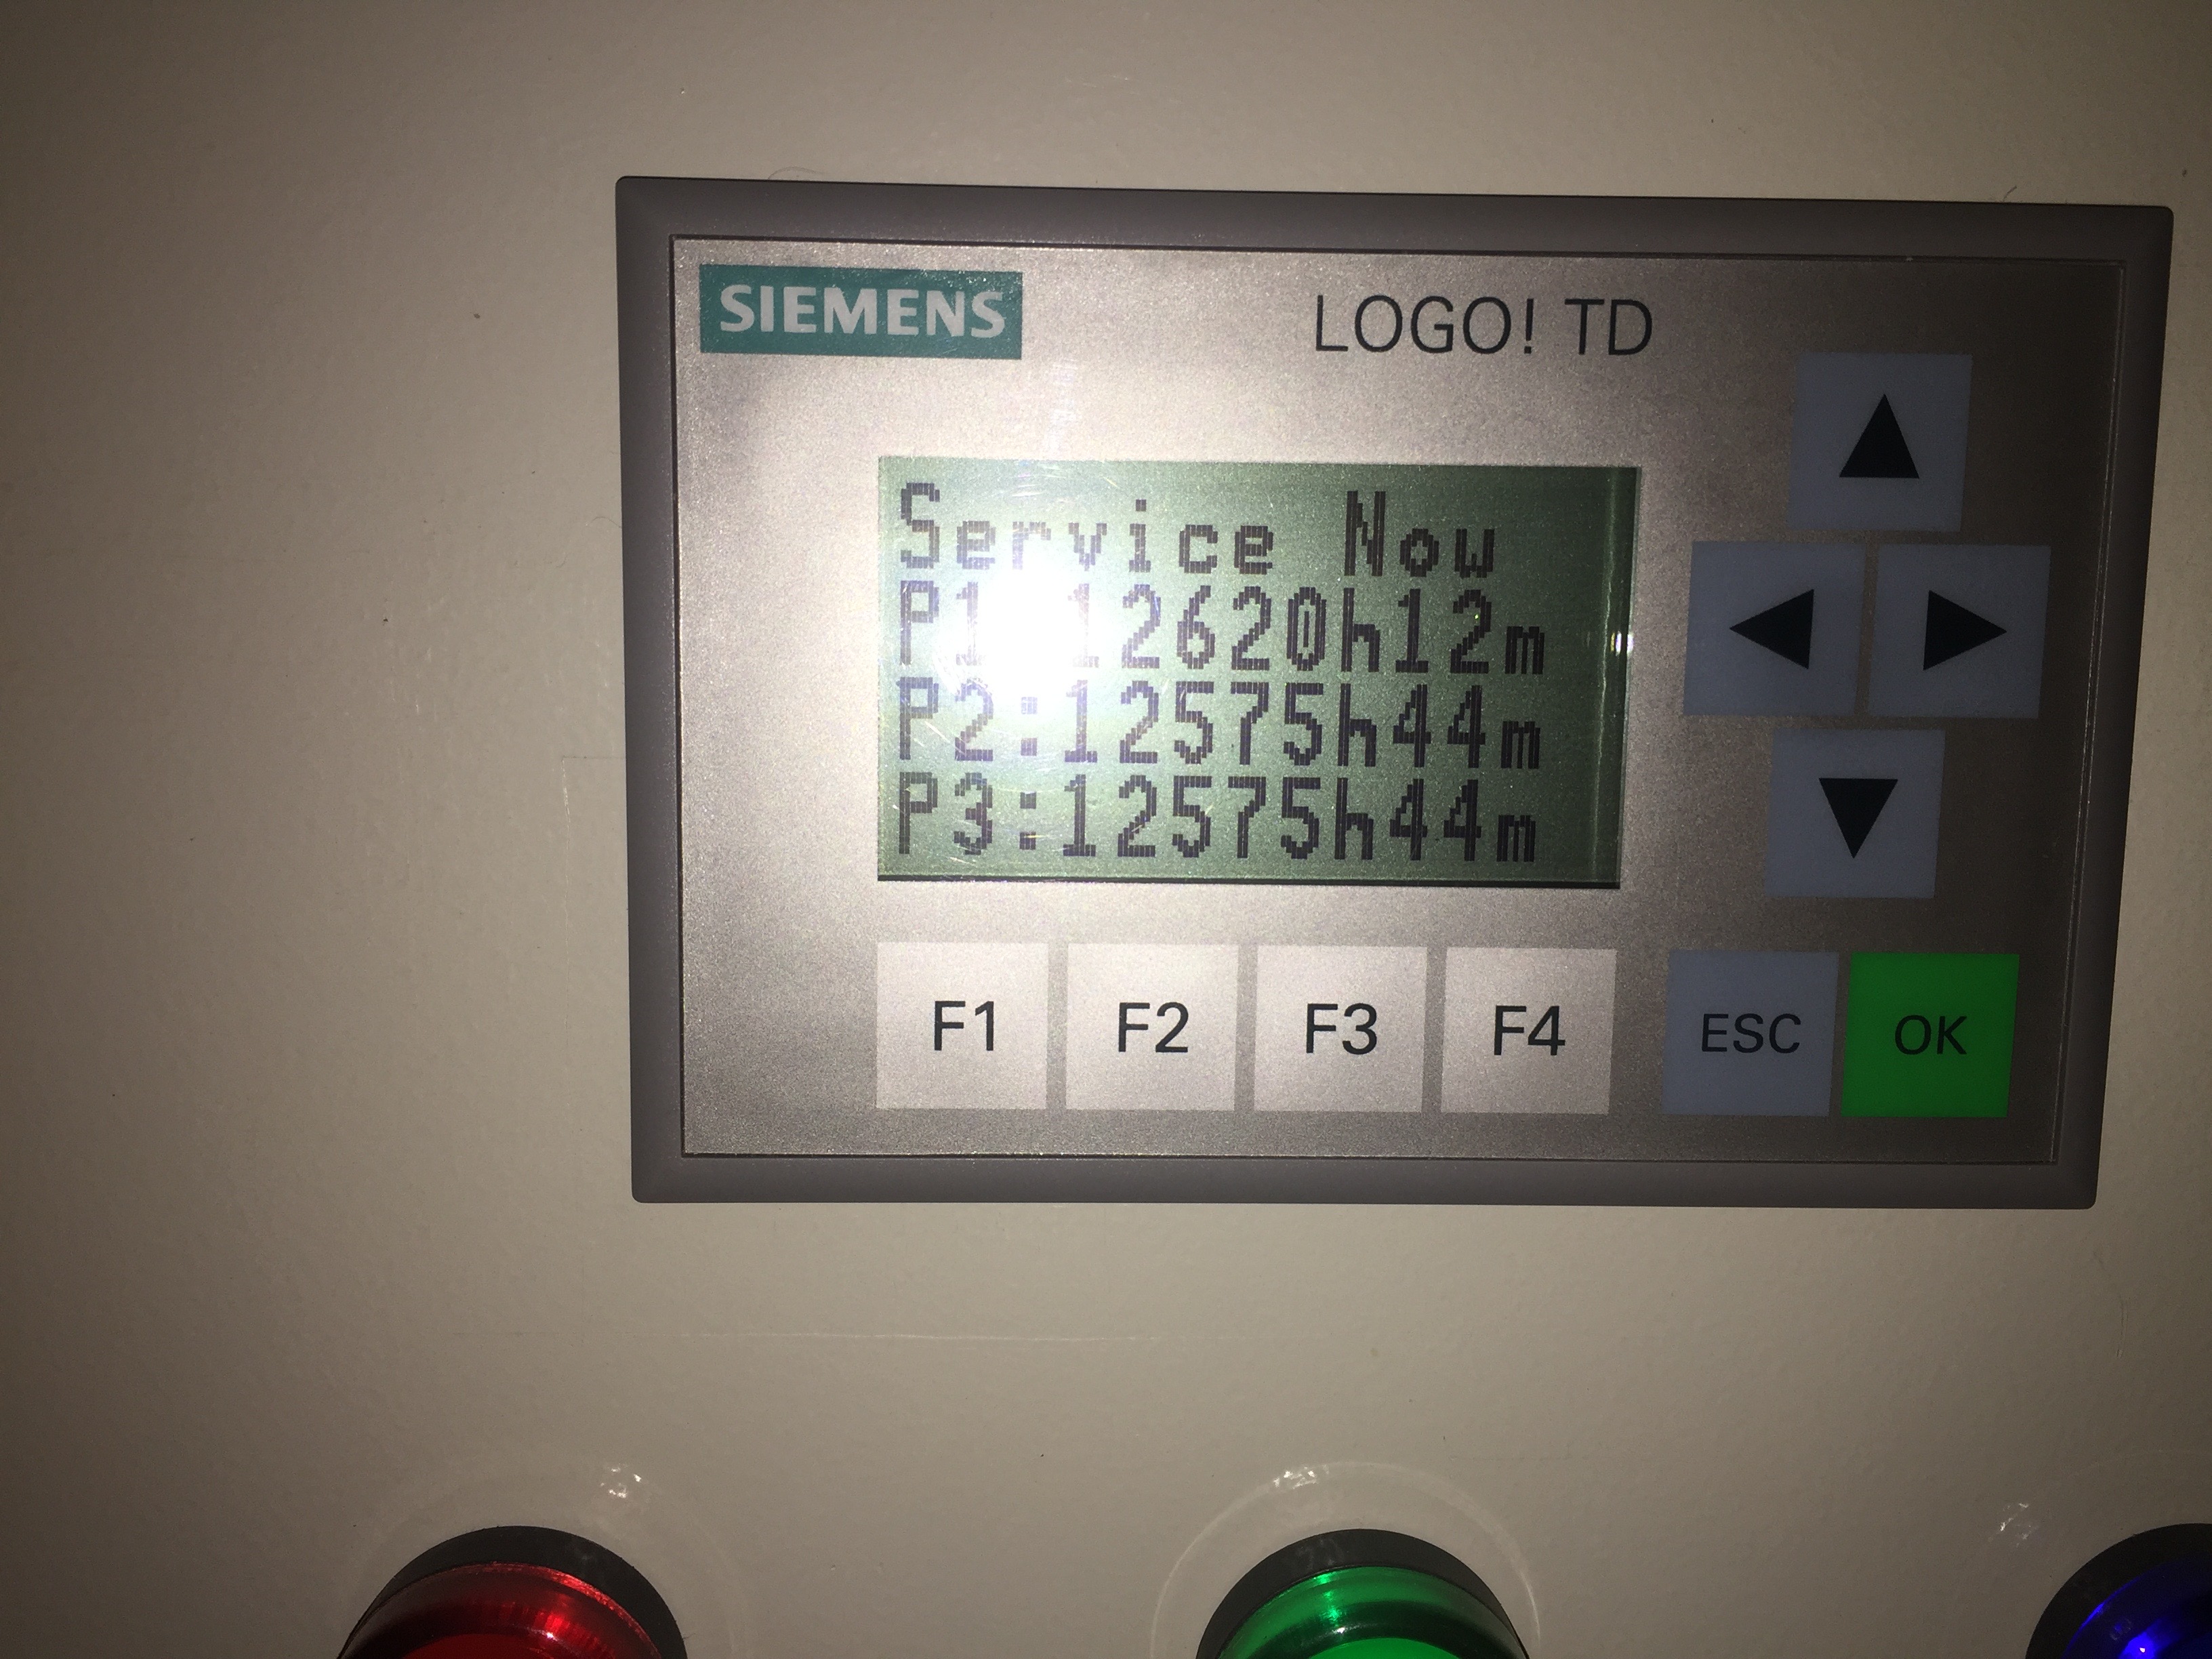 SIEMENS
LOGO! TD
Service Now
P1:12620h12m
P2:12575h44m
P3:12575h44m
F1 F2 F3 F4 ESC OK